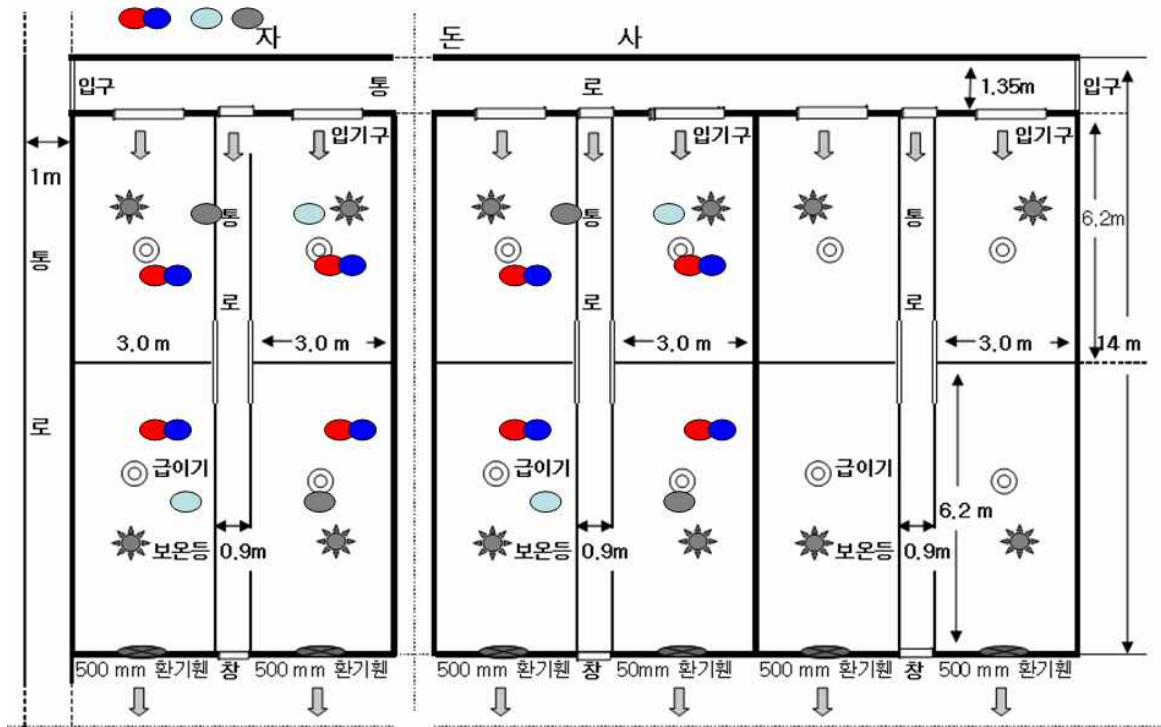 자 돈 사
입구 통 로 1.35m 입구
입기구 입기구 입기구
1m
통 통 통 통 6.2m
로 로 로
3.0 m 3.0 m 3.0 m 3.0 m 14 m
로
급이기 급이기 급이기
6.2 m
보온등 0.9m 보온등 0.9m 보온등 0.9m
500 mm 환기휀 창 500 mm 환기휀 500 mm 환기휀 창 50mm 환기휀 500 mm 환기휀 창 500 mm 환기휀